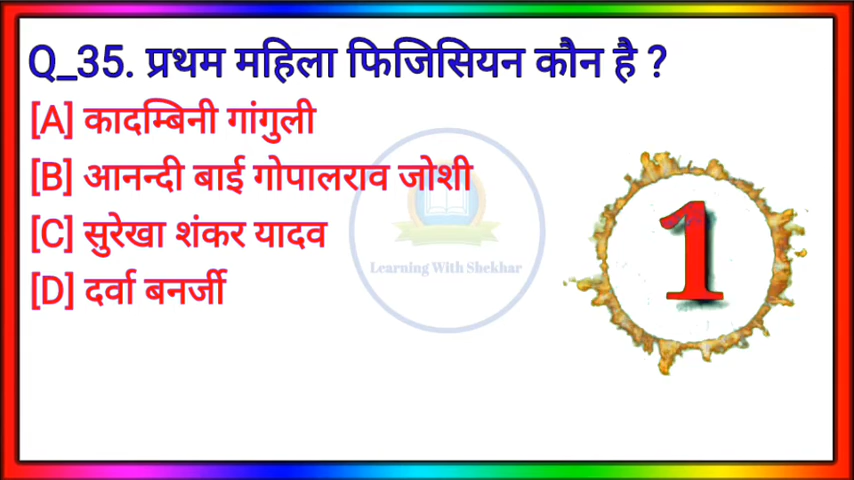 Q_35. प्रथम महिला फिजिसियन कौन है ?
[A] कादम्बिनी गांगुली
[B] आनन्दी बाई गोपालराव जोशी
[C] सुरेखा शंकर यादव
[D] दर्वा बनर्जी
Learning With Shekhar
1